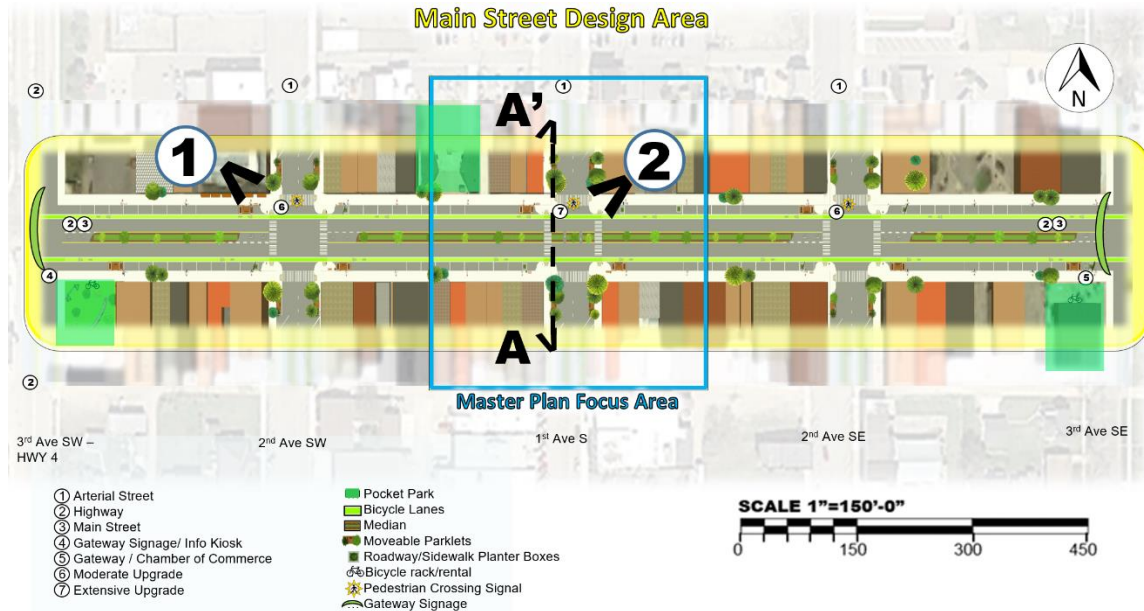 Main Street Design Area
1
1
1
2
N
A’
1
2
6
7
6
2 3
2 3
4
5
A
2
Master Plan Focus Area
3rd Ave SW –
HWY 4
2nd Ave SW
1st Ave S
2nd Ave SE
3rd Ave SE
1 Arterial Street
2 Highway
3 Main Street
4 Gateway Signage/ Info Kiosk
5 Gateway / Chamber of Commerce
6 Moderate Upgrade
7 Extensive Upgrade
Pocket Park
Bicycle Lanes
Median
Moveable Parklets
Roadway/Sidewalk Planter Boxes
Bicycle rack/rental
Pedestrian Crossing Signal
Gateway Signage
SCALE 1"=150'-0"
0 150 300 450